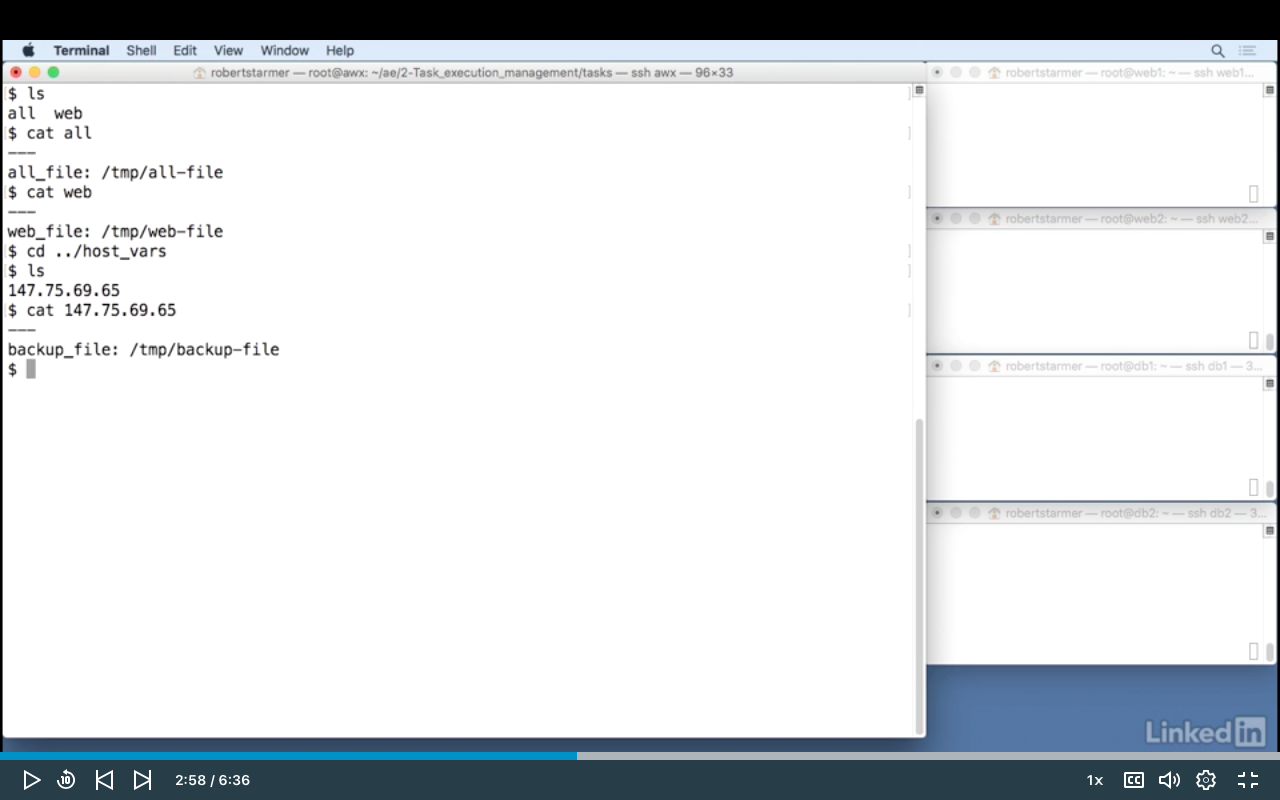 Terminal Shell Edit View Window Help
robertstarmer — root@awx: ~/ae/2-Task_execution_management/tasks — ssh awx — 96×33
$ ls
all  web
$ cat all
---
all_file: /tmp/all-file
$ cat web
---
web_file: /tmp/web-file
$ cd ../host_vars
$ ls
147.75.69.65
$ cat 147.75.69.65
---
backup_file: /tmp/backup-file
$
robertstarmer — root@web1: ~ — ssh web1...
robertstarmer — root@web2: ~ — ssh web2...
robertstarmer — root@db1: ~ — ssh db1 — 3...
robertstarmer — root@db2: ~ — ssh db2 — 3...
LinkedIn
10
2:58 / 6:36
1x
CC